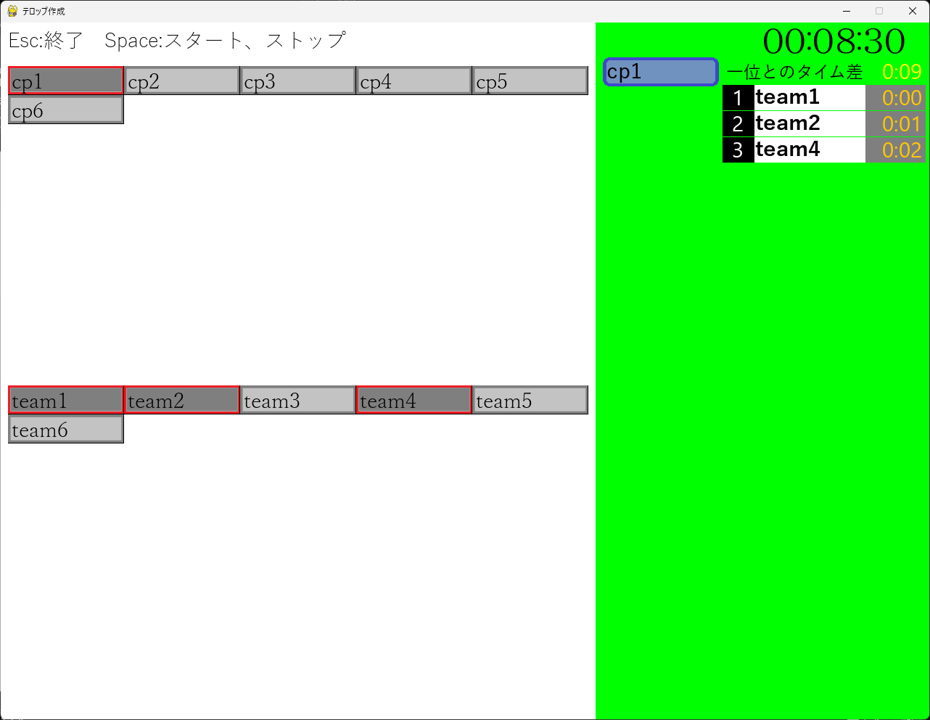 テロップ作成
Esc:終了　Space:スタート、ストップ
cp1 cp2 cp3 cp4 cp5
cp6
team1 team2 team3 team4 team5
team6
00:08:30
cp1 一位とのタイム差 0:09
1 team1 0:00
2 team2 0:01
3 team4 0:02